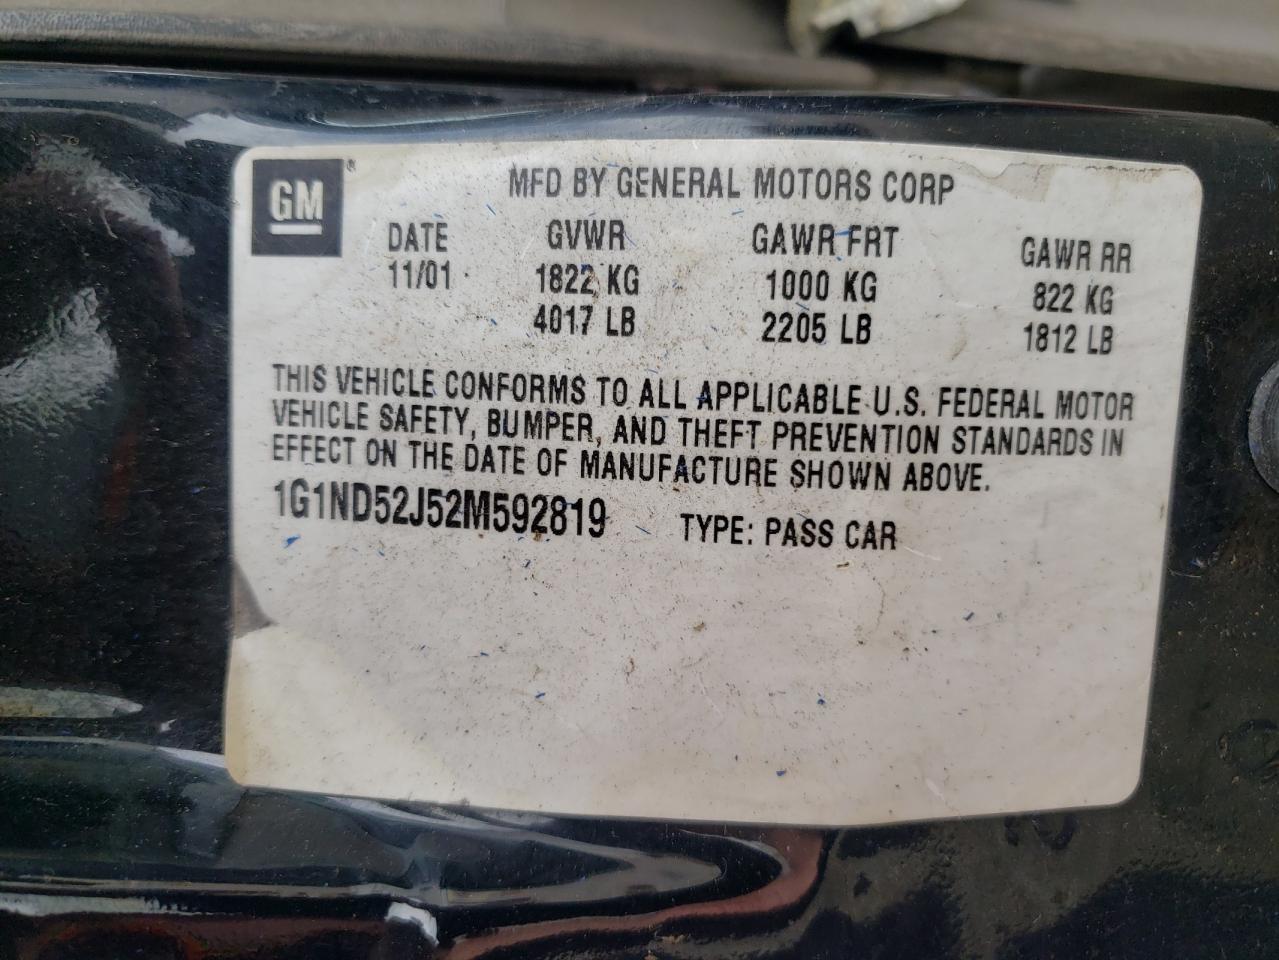 GM ®
MFD BY GENERAL MOTORS CORP
DATE GVWR GAWR FRT GAWR RR
11/01 1822 KG 1000 KG 822 KG
4017 LB 2205 LB 1812 LB
THIS VEHICLE CONFORMS TO ALL APPLICABLE U.S. FEDERAL MOTOR
VEHICLE SAFETY, BUMPER, AND THEFT PREVENTION STANDARDS IN
EFFECT ON THE DATE OF MANUFACTURE SHOWN ABOVE.
1G1ND52J52M592819 TYPE: PASS CAR